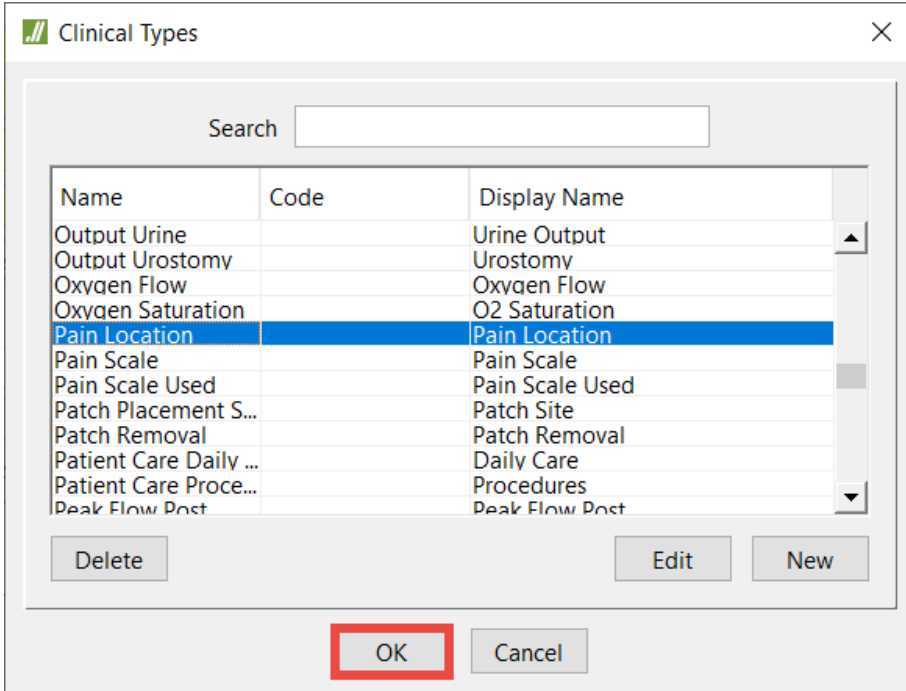 Clinical Types
Search
Name Code Display Name
Output Urine Urine Output
Output Urostomy Urostomy
Oxygen Flow Oxygen Flow
Oxygen Saturation O2 Saturation
Pain Location Pain Location
Pain Scale Pain Scale
Pain Scale Used Pain Scale Used
Patch Placement S... Patch Site
Patch Removal Patch Removal
Patient Care Daily ... Daily Care
Patient Care Proce... Procedures
Peak Flow Post Peak Flow Post
Delete Edit New
OK Cancel